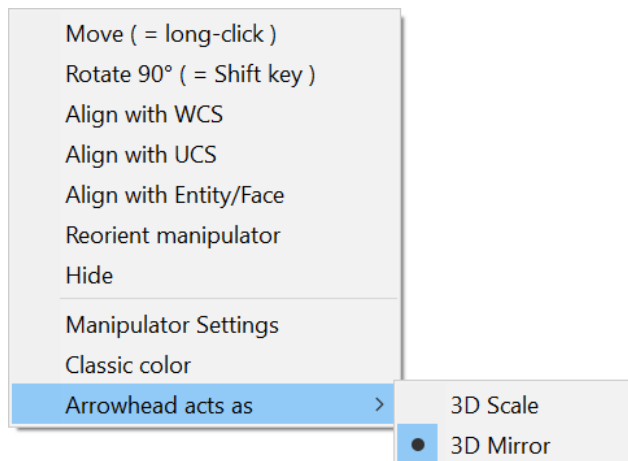 Move ( = long-click )
Rotate 90° ( = Shift key )
Align with WCS
Align with UCS
Align with Entity/Face
Reorient manipulator
Hide
Manipulator Settings
Classic color
Arrowhead acts as
3D Scale
3D Mirror